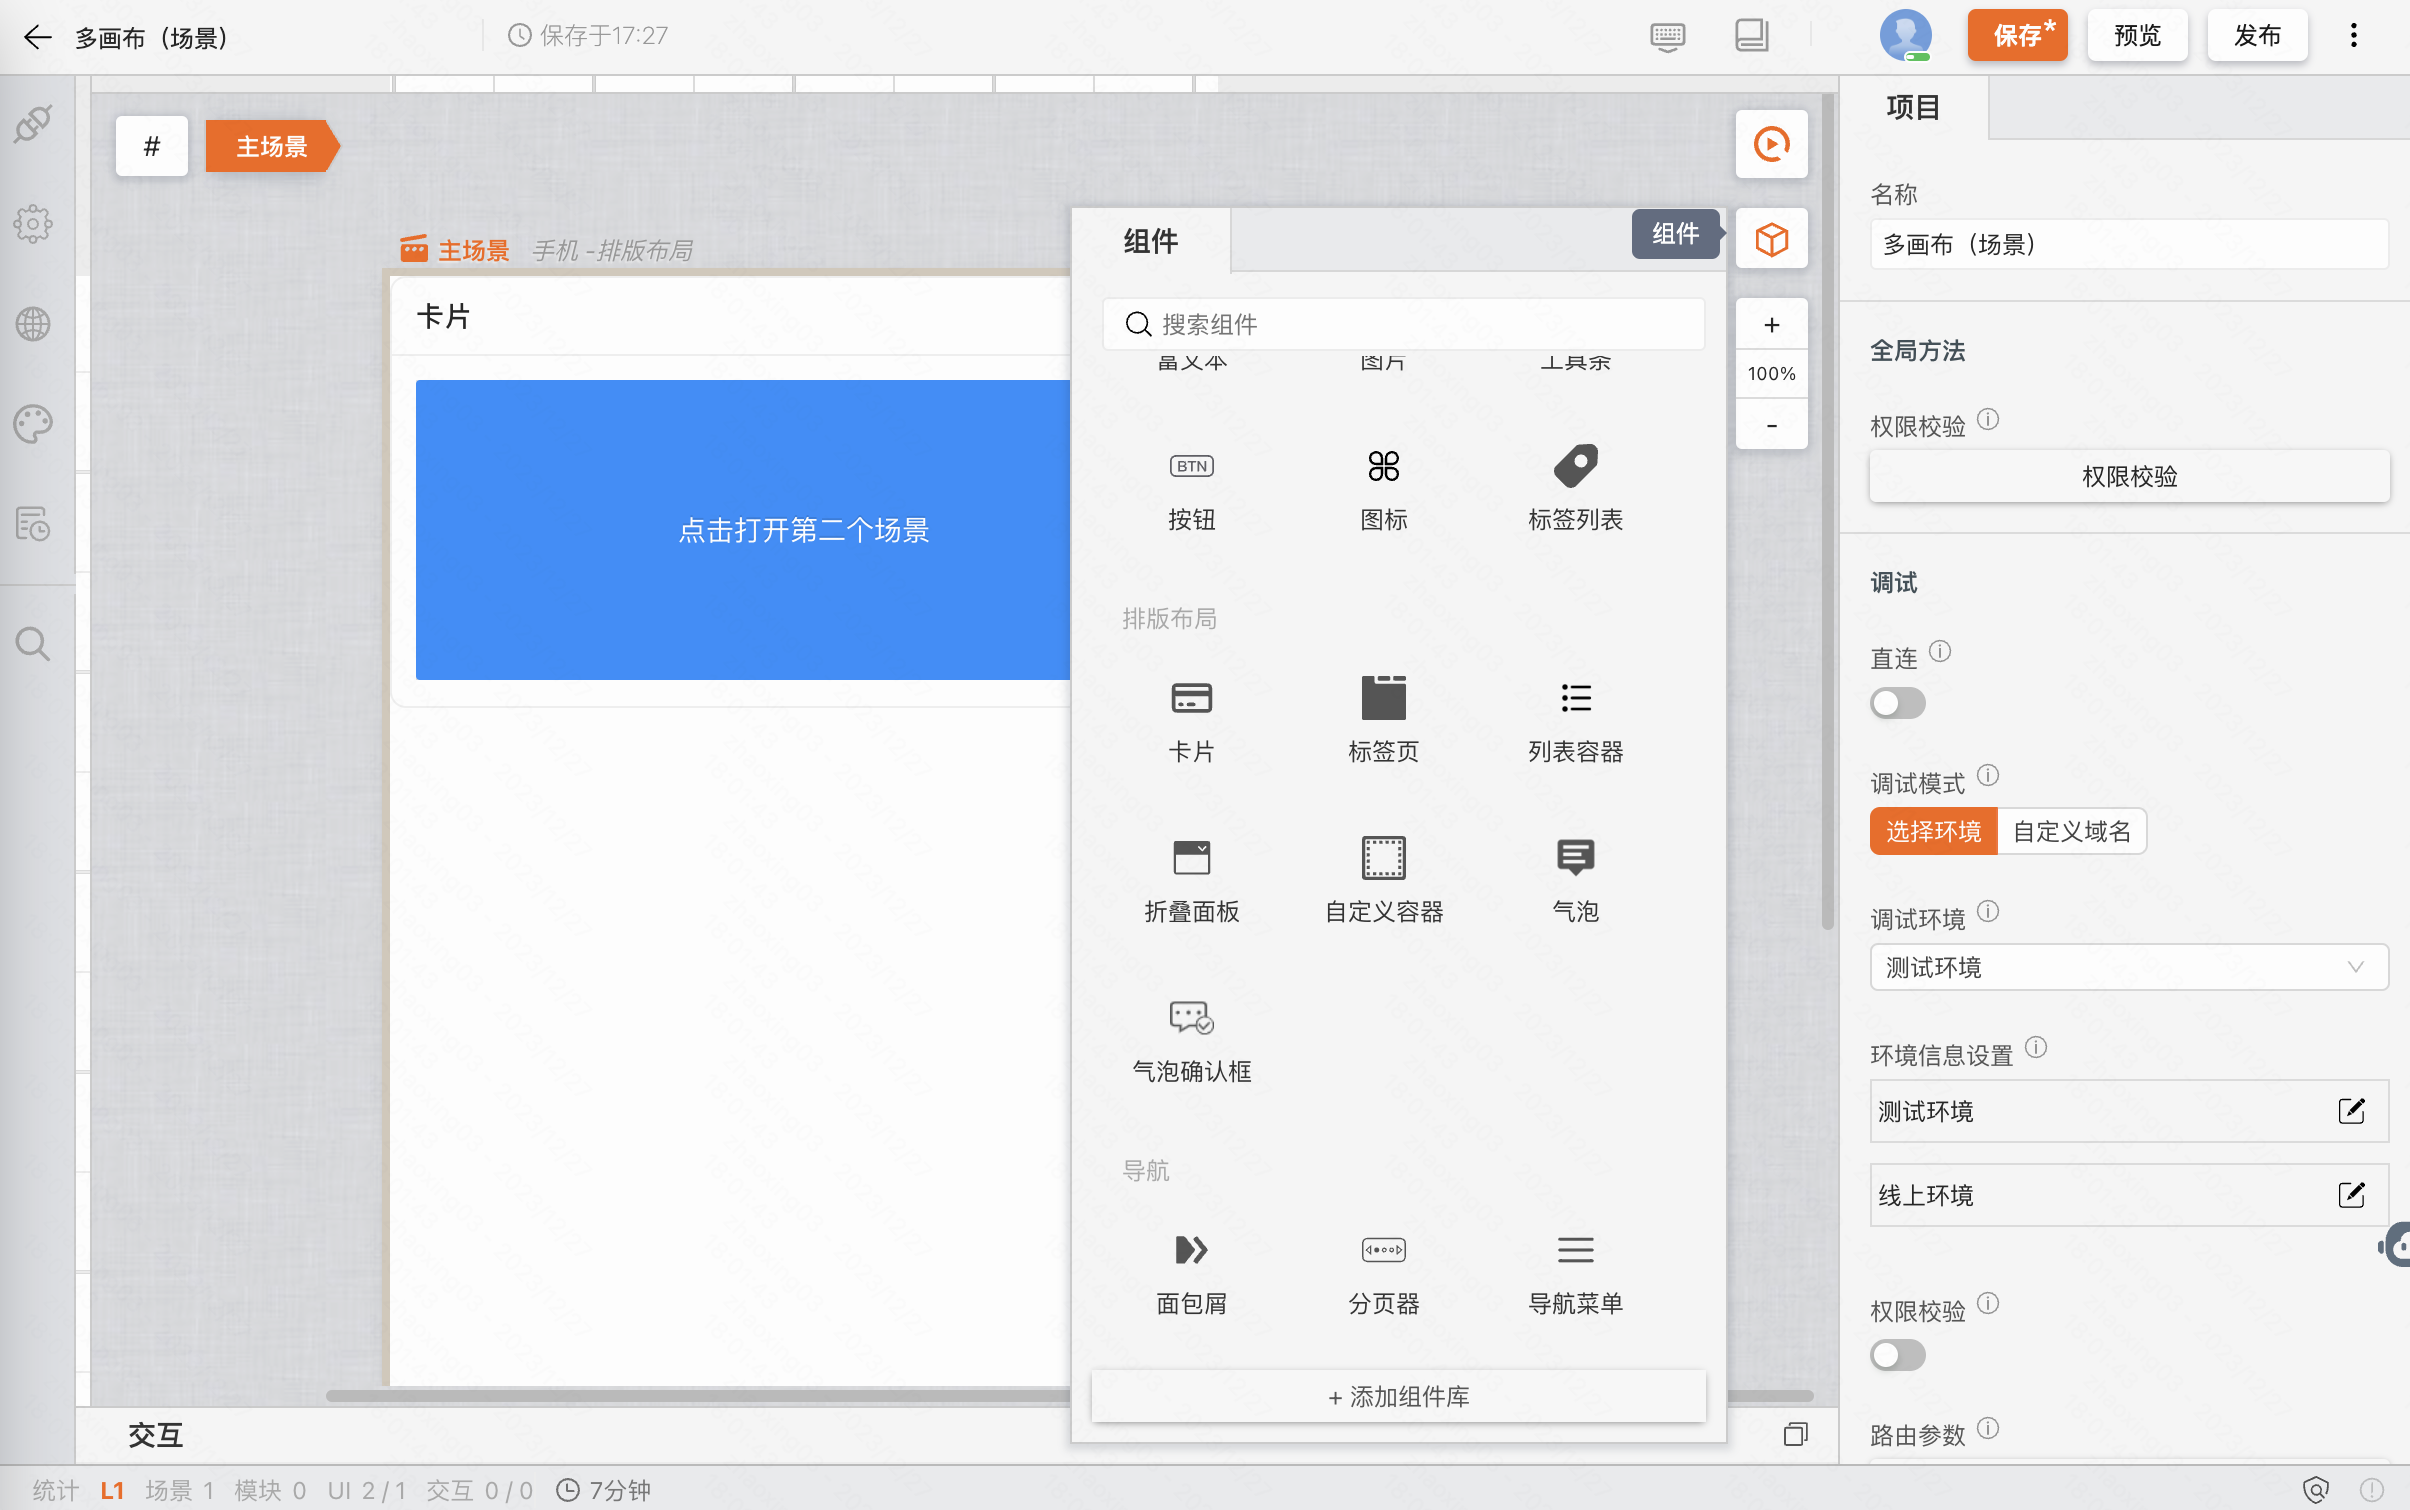 多画布（场景）
保存于17:27
保存*
预览
发布
#
主场景
组件
组件
项目
名称
多画布（场景）
主场景 手机 -排版布局
卡片
点击打开第二个场景
搜索组件
富文本 图片 工具条
+
100%
-
BTN
按钮 图标 标签列表
排版布局
卡片 标签页 列表容器
折叠面板 自定义容器 气泡
气泡确认框
导航
面包屑 分页器 导航菜单
+ 添加组件库
全局方法
权限校验
权限校验
调试
直连
调试模式
选择环境 自定义域名
调试环境
测试环境
环境信息设置
测试环境
线上环境
权限校验
路由参数
交互
统计 L1 场景 1 模块 0 UI 2 / 1 交互 0 / 0 7分钟